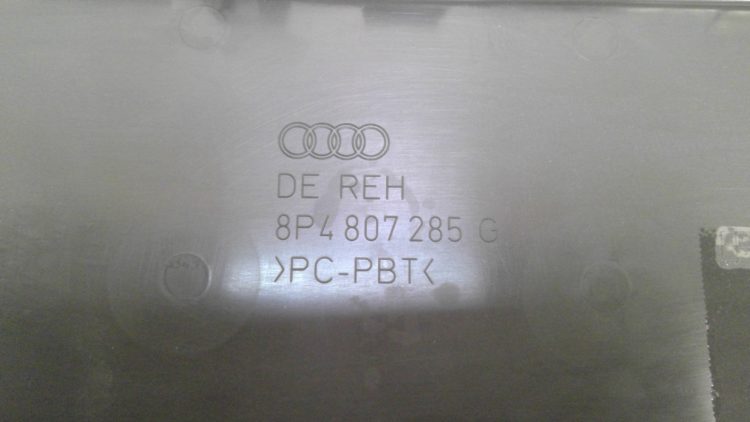 DE REH
8P4 807 285 G
>PC-PBT<